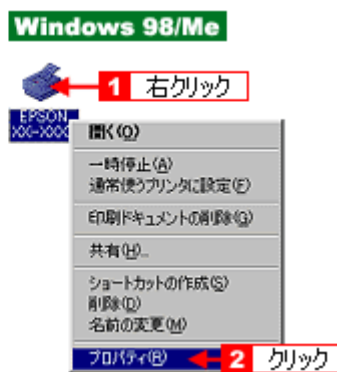 Windows 98/Me
1 右クリック
EPSON
XX-XXXX
開く(O)
一時停止(A)
通常使うプリンタに設定(F)
印刷ドキュメントの削除(G)
共有(H)...
ショートカットの作成(S)
削除(D)
名前の変更(M)
プロパティ(R)
2 クリック